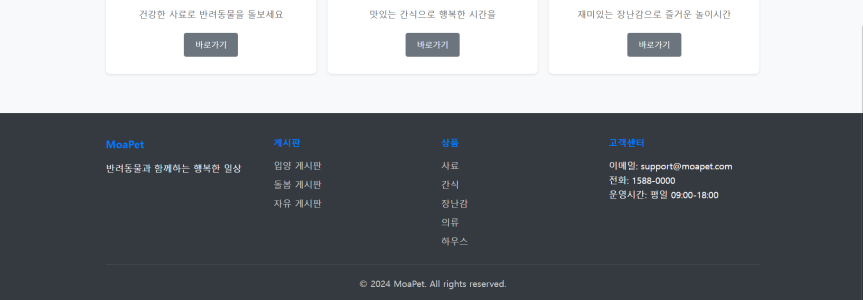 건강한 사료로 반려동물을 돌보세요
맛있는 간식으로 행복한 시간을
재미있는 장난감으로 즐거운 놀이시간
바로가기
바로가기
바로가기
MoaPet
반려동물과 함께하는 행복한 일상
게시판
입양 게시판
돌봄 게시판
자유 게시판
상품
사료
간식
장난감
의류
하우스
고객센터
이메일: support@moapet.com
전화: 1588-0000
운영시간: 평일 09:00-18:00
© 2024 MoaPet. All rights reserved.